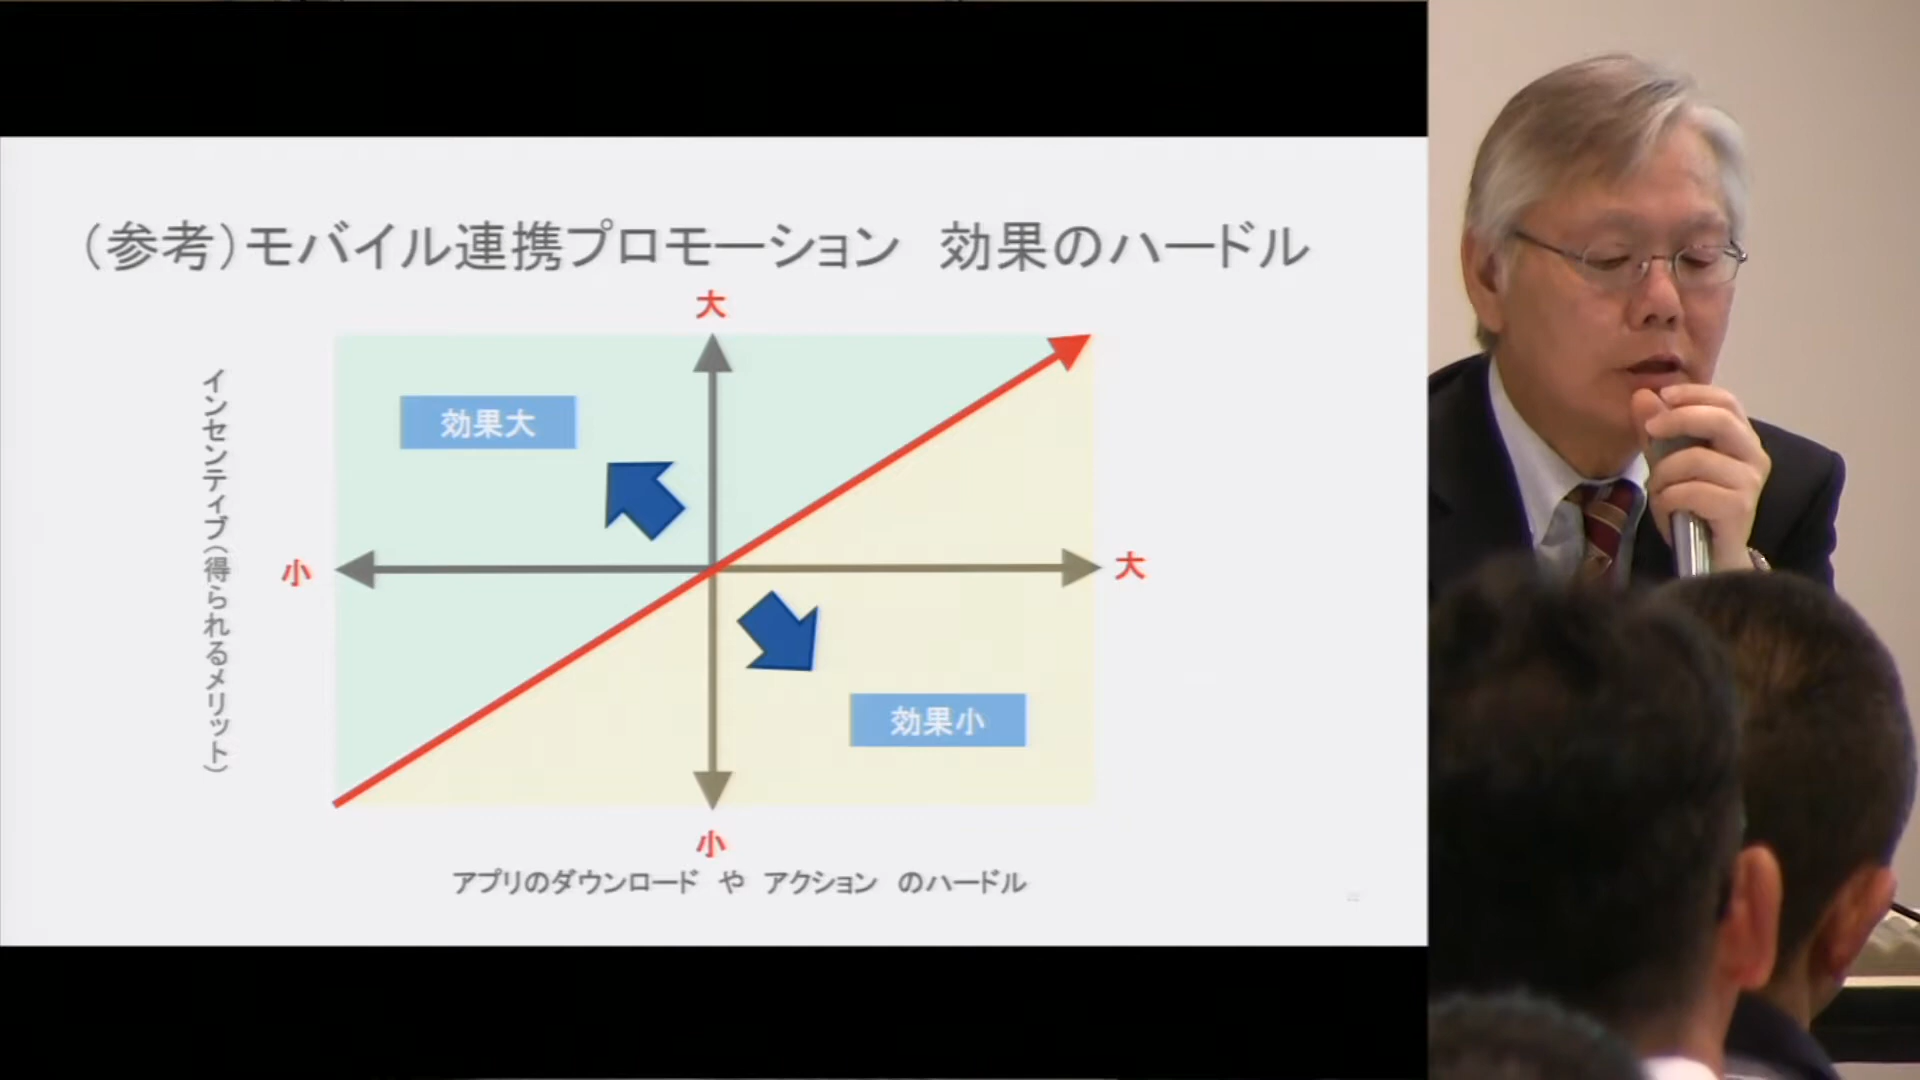 （参考）モバイル連携プロモーション　効果のハードル
大
効果大
インセンティブ（得られるメリット）
小
大
効果小
小
アプリのダウンロード　や　アクション　のハードル